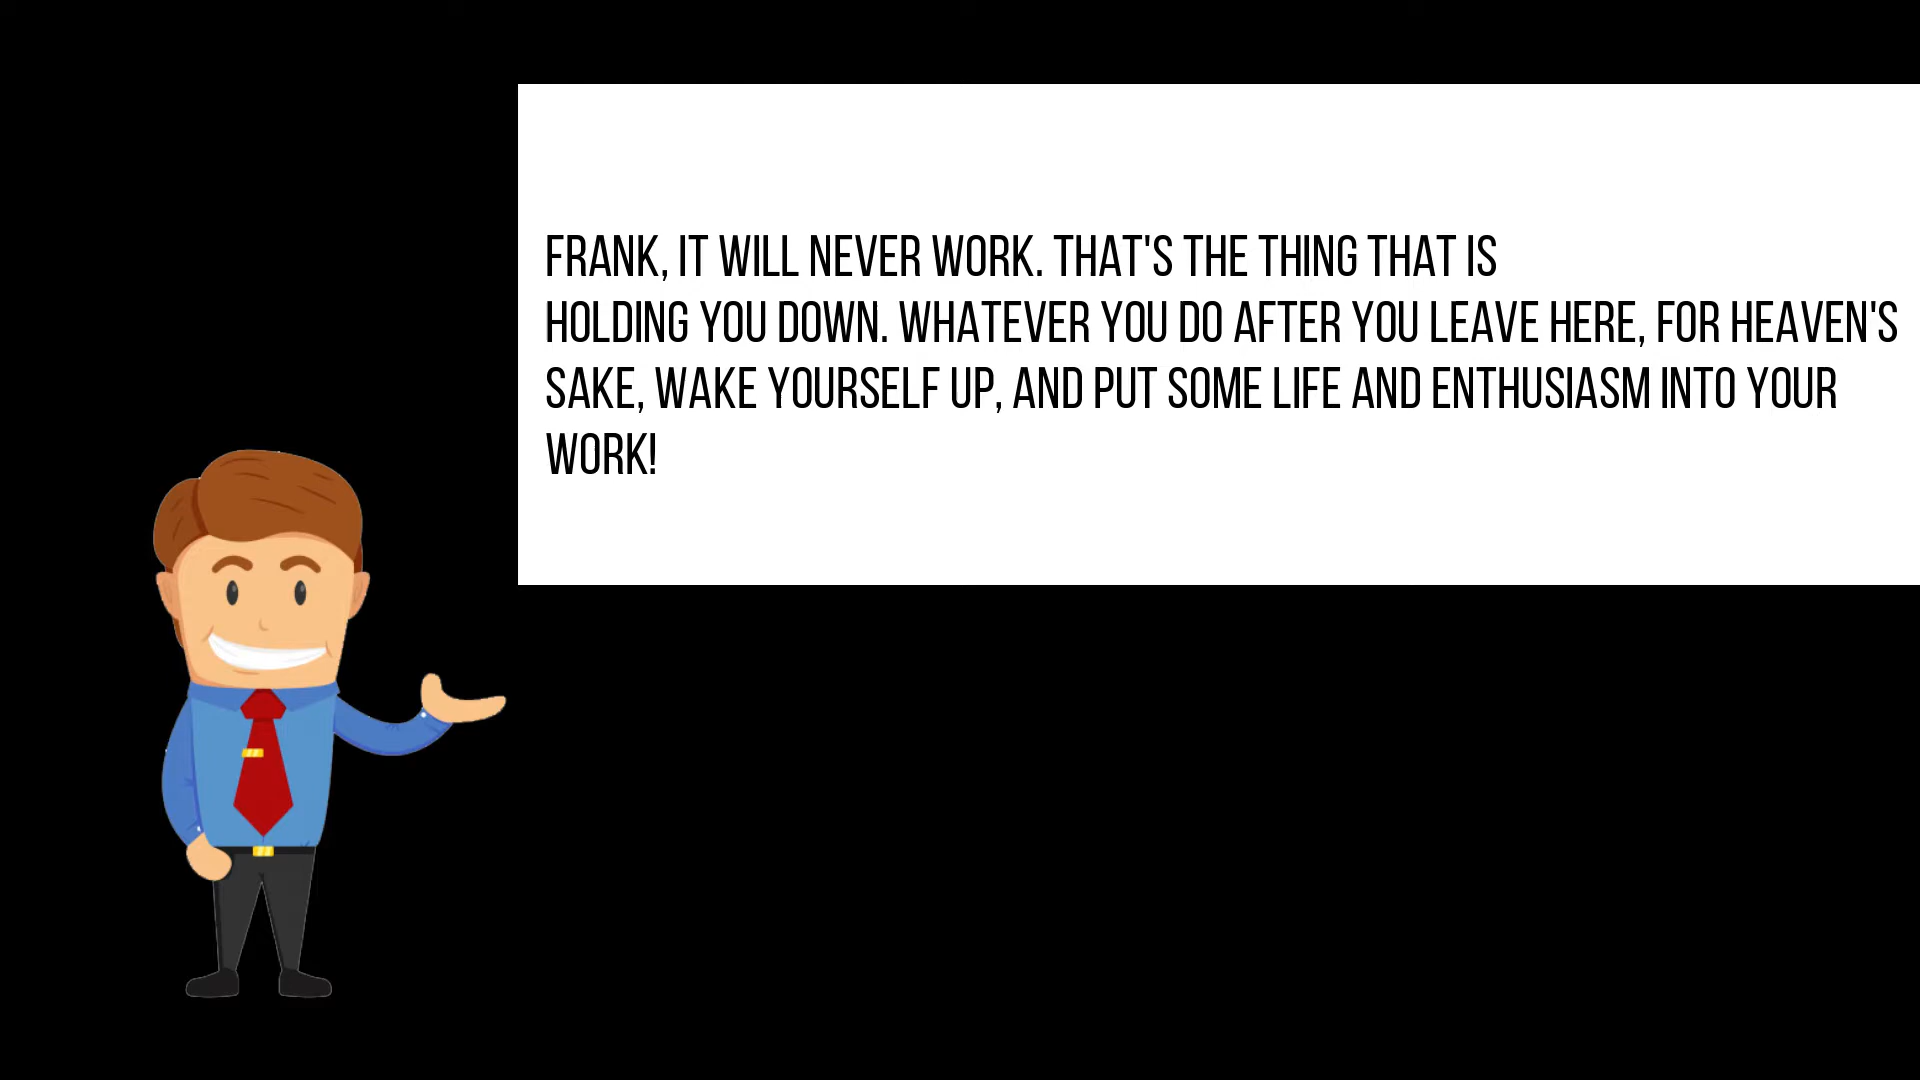 FRANK, IT WILL NEVER WORK. THAT'S THE THING THAT IS
HOLDING YOU DOWN. WHATEVER YOU DO AFTER YOU LEAVE HERE, FOR HEAVEN'S
SAKE, WAKE YOURSELF UP, AND PUT SOME LIFE AND ENTHUSIASM INTO YOUR
WORK!